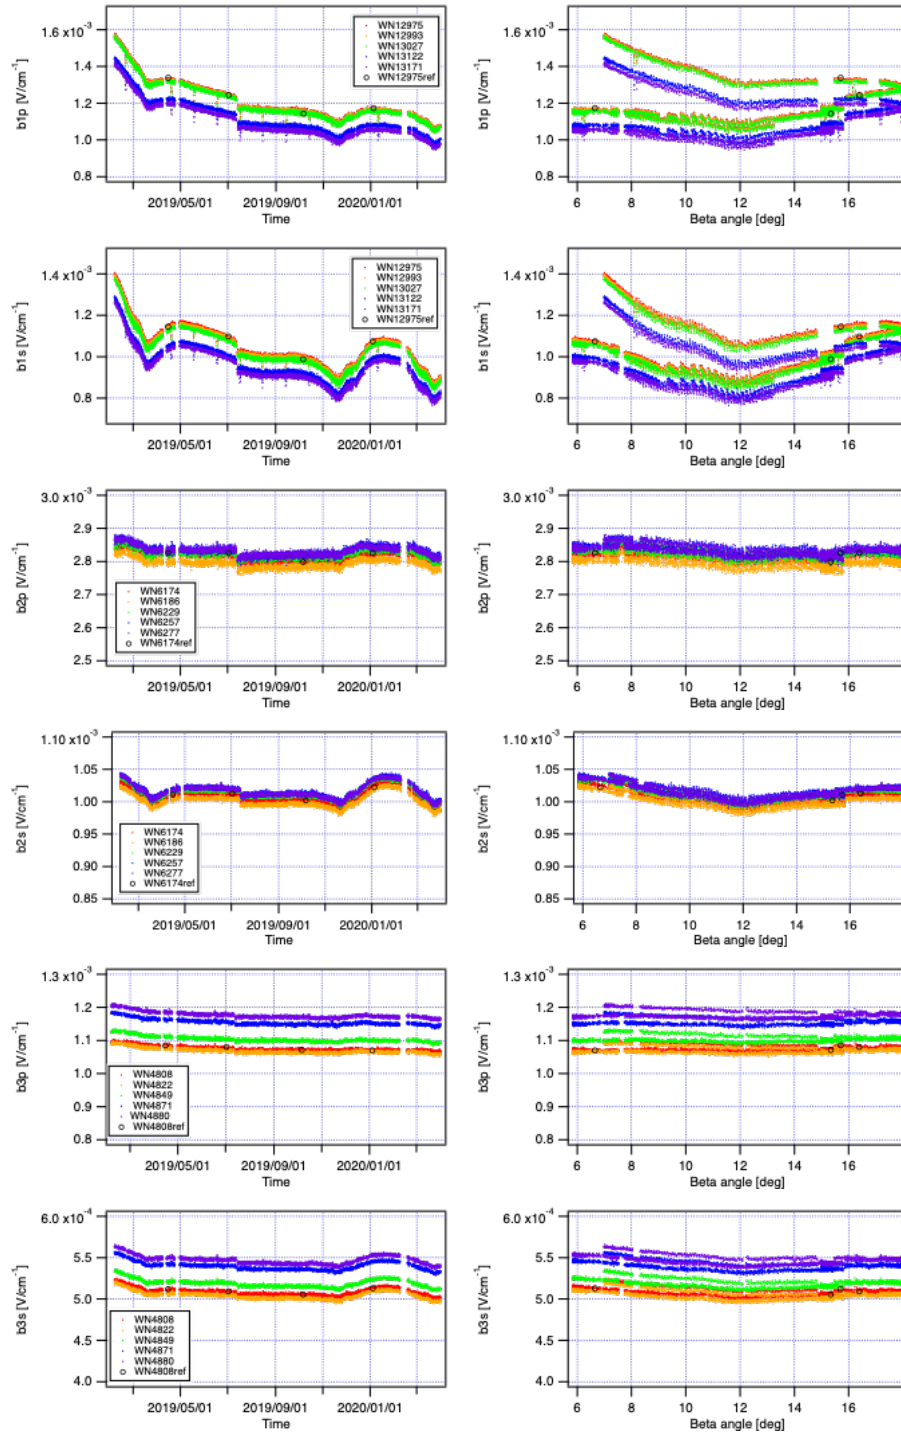 1.6 x10⁻³
1.4
1.2
1.0
0.8
b1p [V/cm⁻¹]
WN12975
WN12993
WN13027
WN13122
WN13171
WN12975ref
2019/05/01 2019/09/01 2020/01/01
Time
1.6 x10⁻³
1.4
1.2
1.0
0.8
b1p [V/cm⁻¹]
6 8 10 12 14 16
Beta angle [deg]
1.4 x10⁻³
1.2
1.0
0.8
b1s [V/cm⁻¹]
WN12975
WN12993
WN13027
WN13122
WN13171
WN12975ref
2019/05/01 2019/09/01 2020/01/01
Time
1.4 x10⁻³
1.2
1.0
0.8
b1s [V/cm⁻¹]
6 8 10 12 14 16
Beta angle [deg]
3.0 x10⁻³
2.9
2.8
2.7
2.6
2.5
b2p [V/cm⁻¹]
WN6174
WN6186
WN6229
WN6257
WN6277
WN6174ref
2019/05/01 2019/09/01 2020/01/01
Time
3.0 x10⁻³
2.9
2.8
2.7
2.6
2.5
b2p [V/cm⁻¹]
6 8 10 12 14 16
Beta angle [deg]
1.10 x10⁻³
1.05
1.00
0.95
0.90
0.85
b2s [V/cm⁻¹]
WN6174
WN6186
WN6229
WN6257
WN6277
WN6174ref
2019/05/01 2019/09/01 2020/01/01
Time
1.10 x10⁻³
1.05
1.00
0.95
0.90
0.85
b2s [V/cm⁻¹]
6 8 10 12 14 16
Beta angle [deg]
1.3 x10⁻³
1.2
1.1
1.0
0.9
0.8
b3p [V/cm⁻¹]
WN4808
WN4822
WN4849
WN4871
WN4880
WN4808ref
2019/05/01 2019/09/01 2020/01/01
Time
1.3 x10⁻³
1.2
1.1
1.0
0.9
0.8
b3p [V/cm⁻¹]
6 8 10 12 14 16
Beta angle [deg]
6.0 x10⁻⁴
5.5
5.0
4.5
4.0
b3s [V/cm⁻¹]
WN4808
WN4822
WN4849
WN4871
WN4880
WN4808ref
2019/05/01 2019/09/01 2020/01/01
Time
6.0 x10⁻⁴
5.5
5.0
4.5
4.0
b3s [V/cm⁻¹]
6 8 10 12 14 16
Beta angle [deg]